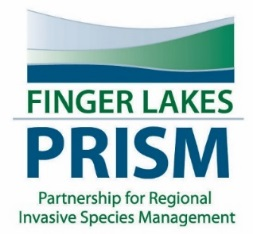 FINGER LAKES
PRISM
Partnership for Regional
Invasive Species Management